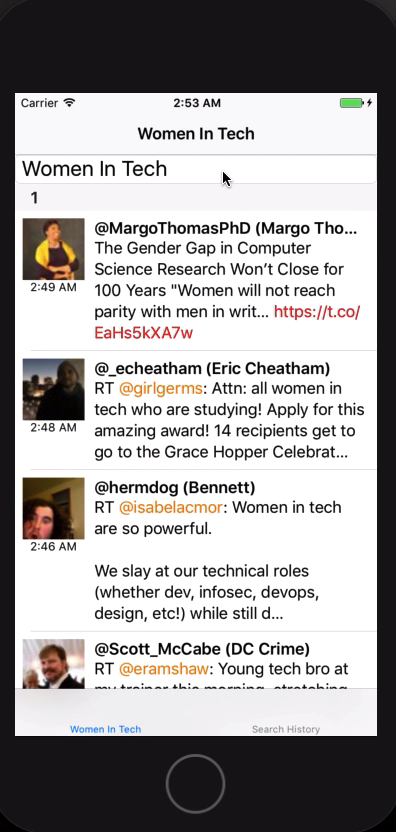 Carrier 2:53 AM
Women In Tech
Women In Tech
1
@MargoThomasPhD (Margo Tho...
The Gender Gap in Computer
Science Research Won’t Close for
100 Years "Women will not reach
parity with men in writ... https://t.co/
EaHs5kXA7w
2:49 AM
@_echeatham (Eric Cheatham)
RT @girlgerms: Attn: all women in
tech who are studying! Apply for this
amazing award! 14 recipients get to
go to the Grace Hopper Celebrat...
2:48 AM
@hermdog (Bennett)
RT @isabelacmor: Women in tech
are so powerful.
We slay at our technical roles
(whether dev, infosec, devops,
design, etc!) while still d...
2:46 AM
@Scott_McCabe (DC Crime)
RT @eramshaw: Young tech bro at
my trainer this morning, stretching
Women In Tech
Search History